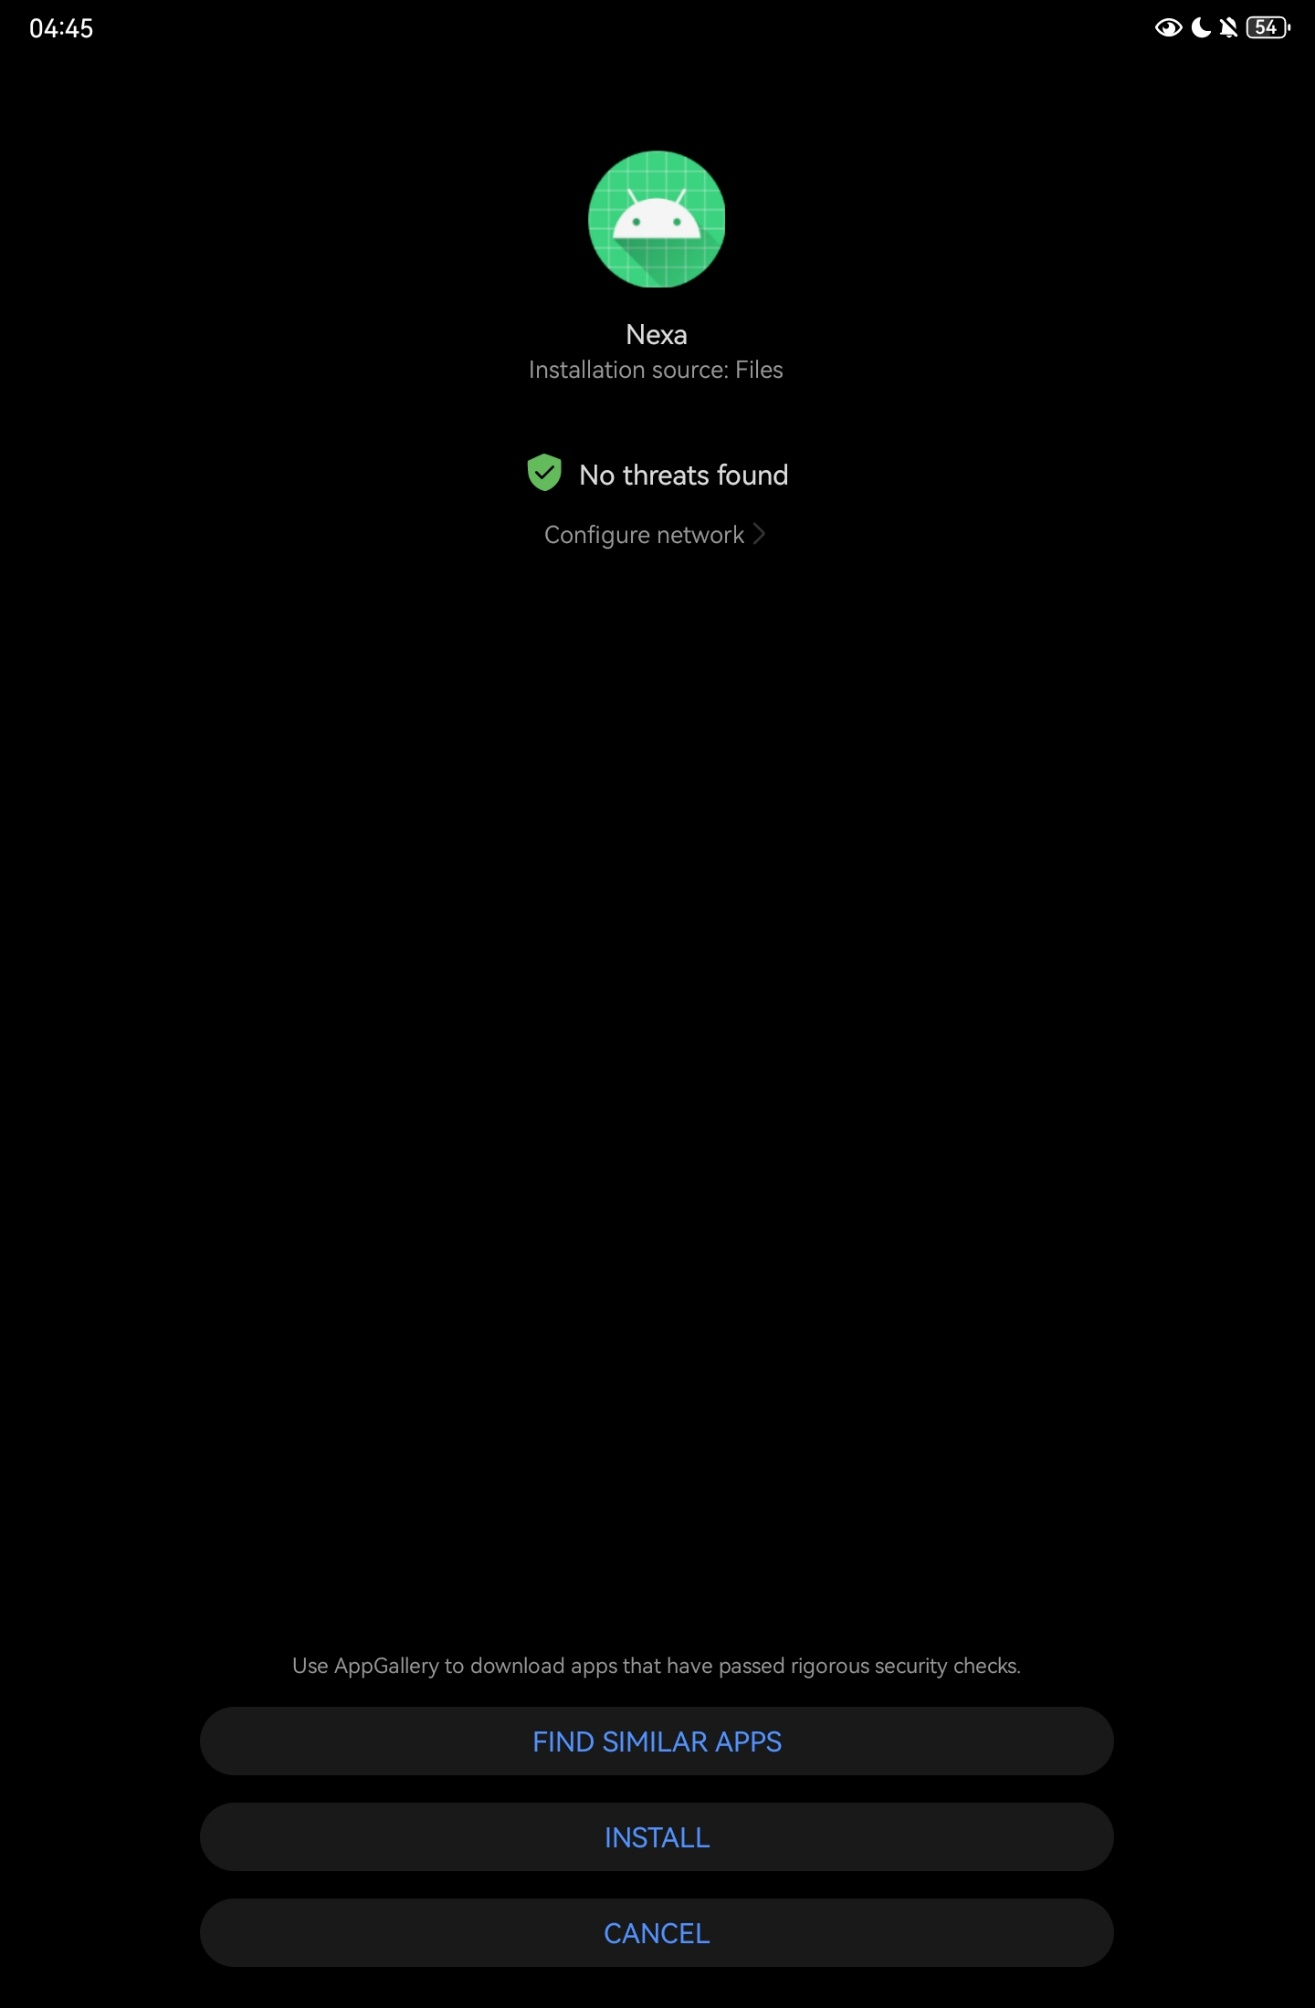 04:45
54
Nexa
Installation source: Files
No threats found
Configure network
Use AppGallery to download apps that have passed rigorous security checks.
FIND SIMILAR APPS
INSTALL
CANCEL